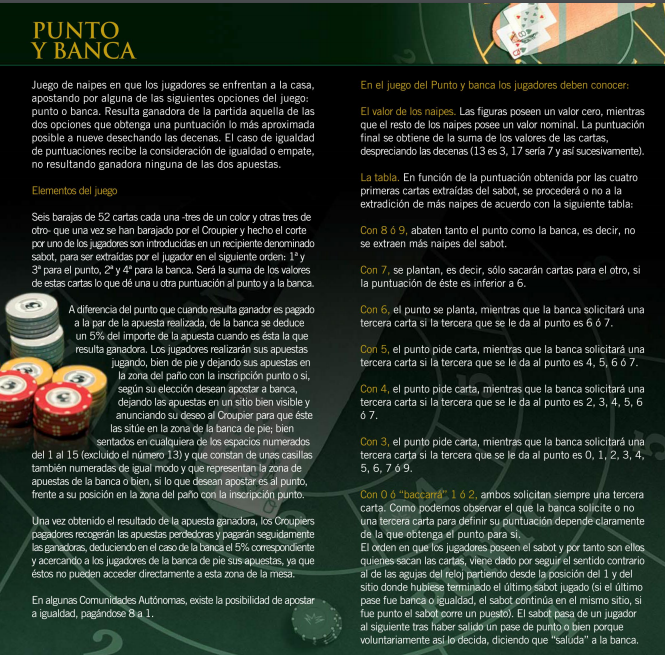 PUNTO
Y BANCA
Juego de naipes en que los jugadores se enfrentan a la casa,
apostando por alguna de las siguientes opciones del juego:
punto o banca. Resulta ganadora de la partida aquella de las
dos opciones que obtenga una puntuación lo más aproximada
posible a nueve desechando las decenas. El caso de igualdad
de puntuaciones recibe la consideración de igualdad o empate,
no resultando ganadora ninguna de las dos apuestas.
Elementos del juego
Seis barajas de 52 cartas cada una -tres de un color y otras tres de
otro- que una vez se han barajado por el Croupier y hecho el corte
por uno de los jugadores son introducidas en un recipiente denominado
sabot, para ser extraídas por el jugador en el siguiente orden: 1ª y
3ª para el punto, 2ª y 4ª para la banca. Será la suma de los valores
de estas cartas lo que dé una u otra puntuación al punto y a la banca.
A diferencia del punto que cuando resulta ganador es pagado
a la par de la apuesta realizada, de la banca se deduce
un 5% del importe de la apuesta cuando es ésta la que
resulta ganadora. Los jugadores realizarán sus apuestas
jugando, bien de pie y dejando sus apuestas en
la zona del paño con la inscripción punto o si,
según su elección desean apostar a banca,
dejando las apuestas en un sitio bien visible y
anunciando su deseo al Croupier para que éste
las sitúe en la zona de la banca de pie; bien
sentados en cualquiera de los espacios numerados
del 1 al 15 (excluido el número 13) y que constan de unas casillas
también numeradas de igual modo y que representan la zona de
apuestas de la banca o bien, si lo que desean apostar es al punto,
frente a su posición en la zona del paño con la inscripción punto.
Una vez obtenido el resultado de la apuesta ganadora, los Croupiers
pagadores recogerán las apuestas perdedoras y pagarán seguidamente
las ganadoras, deduciendo en el caso de la banca el 5% correspondiente
y acercando a los jugadores de la banca de pie sus apuestas, ya que
éstos no pueden acceder directamente a esta zona de la mesa.
En algunas Comunidades Autónomas, existe la posibilidad de apostar
a igualdad, pagándose 8 a 1.
En el juego del Punto y banca los jugadores deben conocer:
El valor de los naipes. Las figuras poseen un valor cero, mientras
que el resto de los naipes posee un valor nominal. La puntuación
final se obtiene de la suma de los valores de las cartas,
despreciando las decenas (13 es 3, 17 sería 7 y así sucesivamente).
La tabla. En función de la puntuación obtenida por las cuatro
primeras cartas extraídas del sabot, se procederá o no a la
extradición de más naipes de acuerdo con la siguiente tabla:
Con 8 ó 9, abaten tanto el punto como la banca, es decir, no
se extraen más naipes del sabot.
Con 7, se plantan, es decir, sólo sacarán cartas para el otro, si
la puntuación de éste es inferior a 6.
Con 6, el punto se planta, mientras que la banca solicitará una
tercera carta si la tercera que se le da al punto es 6 ó 7.
Con 5, el punto pide carta, mientras que la banca solicitará una
tercera carta si la tercera que se le da al punto es 4, 5, 6 ó 7.
Con 4, el punto pide carta, mientras que la banca solicitará una
tercera carta si la tercera que se le da al punto es 2, 3, 4, 5, 6
ó 7.
Con 3, el punto pide carta, mientras que la banca solicitará una
tercera carta si la tercera que se le da al punto es 0, 1, 2, 3, 4,
5, 6, 7 ó 9.
Con 0 ó “baccarrá” 1 ó 2, ambos solicitan siempre una tercera
carta. Como podemos observar el que la banca solicite o no
una tercera carta para definir su puntuación depende claramente
de la que obtenga el punto para si.
El orden en que los jugadores poseen el sabot y por tanto son ellos
quienes sacan las cartas, viene dado por seguir el sentido contrario
al de las agujas del reloj partiendo desde la posición del 1 y del
sitio donde hubiese terminado el último sabot jugado (si el último
pase fue banca o igualdad, el sabot continúa en el mismo sitio, si
fue punto el sabot corre un puesto). El sabot pasa de un jugador
al siguiente tras haber salido un pase de punto o bien porque
voluntariamente así lo decida, diciendo que “saluda” a la banca.